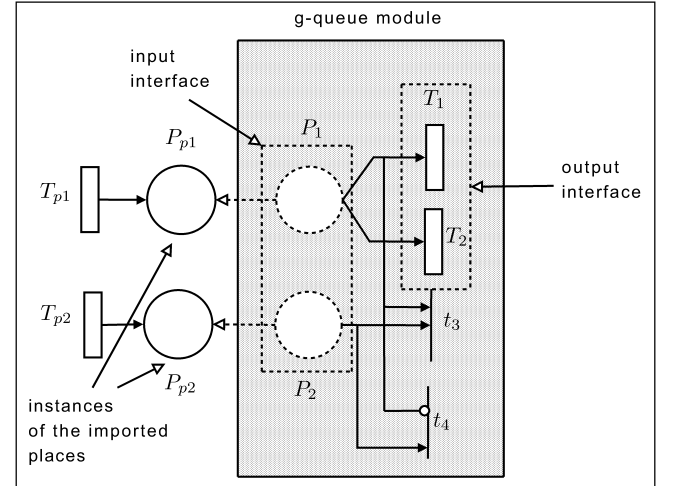 g-queue module
input
interface
P_{p1}
P_1
T_1
T_{p1}
output
interface
T_2
T_{p2}
t_3
P_{p2}
P_2
instances
of the imported
places
t_4